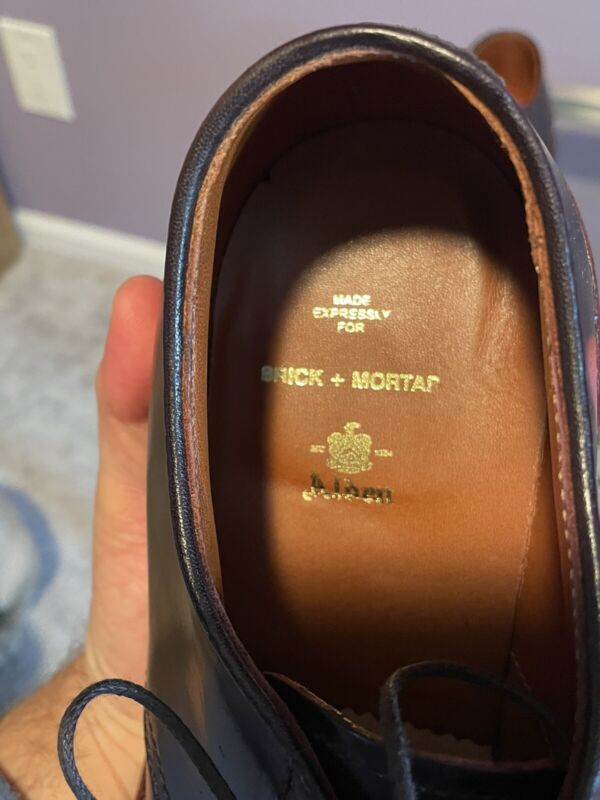 MADE
EXPRESSLY
FOR
BRICK + MORTAR
Alden